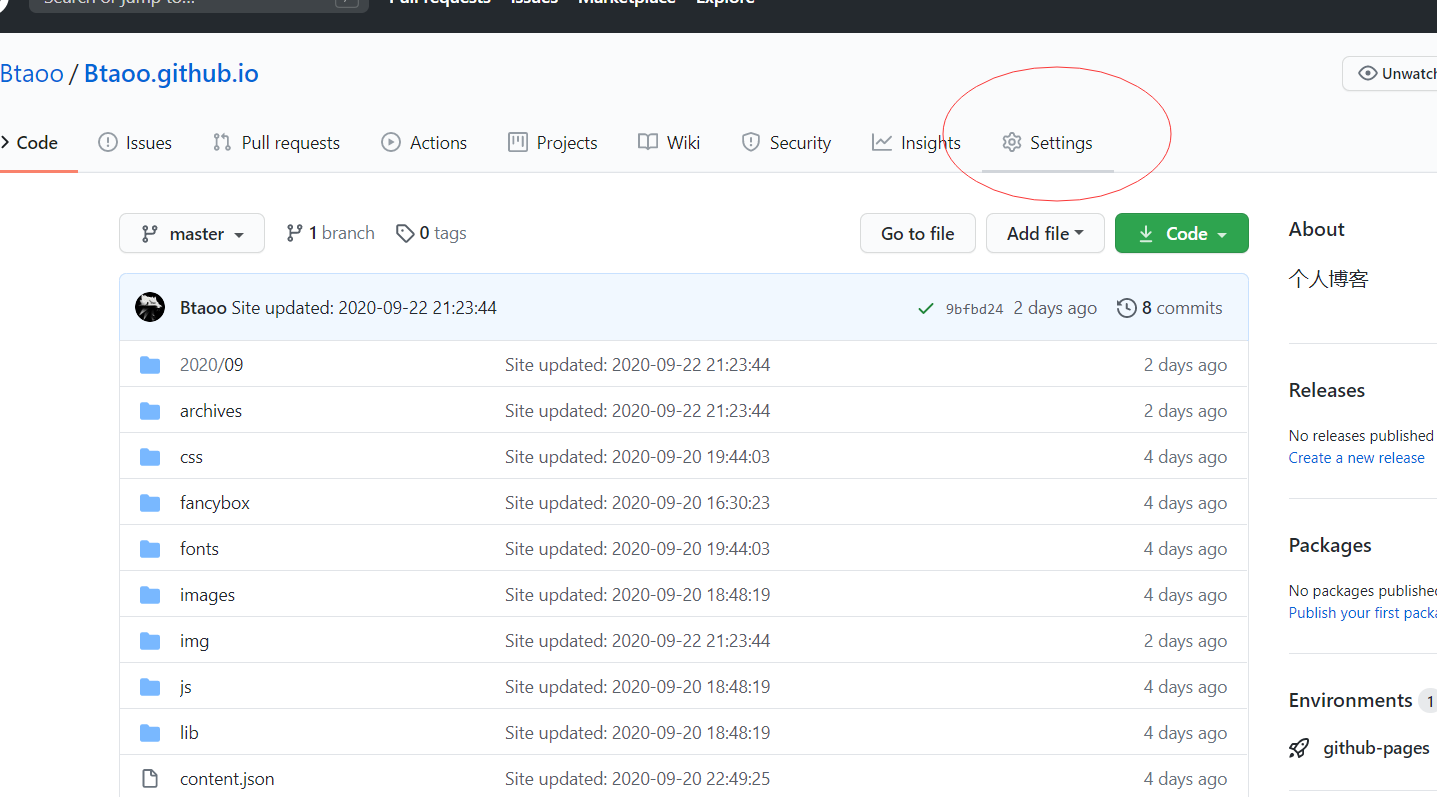 Search or jump to... /
Pull requests Issues Marketplace Explore
Btaoo / Btaoo.github.io
Unwatch
Code Issues Pull requests Actions Projects Wiki Security Insights Settings
master 1 branch 0 tags Go to file Add file Code
Btaoo Site updated: 2020-09-22 21:23:44 9bfbd24 2 days ago 8 commits
2020/09 Site updated: 2020-09-22 21:23:44 2 days ago
archives Site updated: 2020-09-22 21:23:44 2 days ago
css Site updated: 2020-09-20 19:44:03 4 days ago
fancybox Site updated: 2020-09-20 16:30:23 4 days ago
fonts Site updated: 2020-09-20 19:44:03 4 days ago
images Site updated: 2020-09-20 18:48:19 4 days ago
img Site updated: 2020-09-22 21:23:44 2 days ago
js Site updated: 2020-09-20 18:48:19 4 days ago
lib Site updated: 2020-09-20 18:48:19 4 days ago
content.json Site updated: 2020-09-20 22:49:25 4 days ago
About
个人博客
Releases
No releases published
Create a new release
Packages
No packages published
Publish your first packa
Environments 1
github-pages